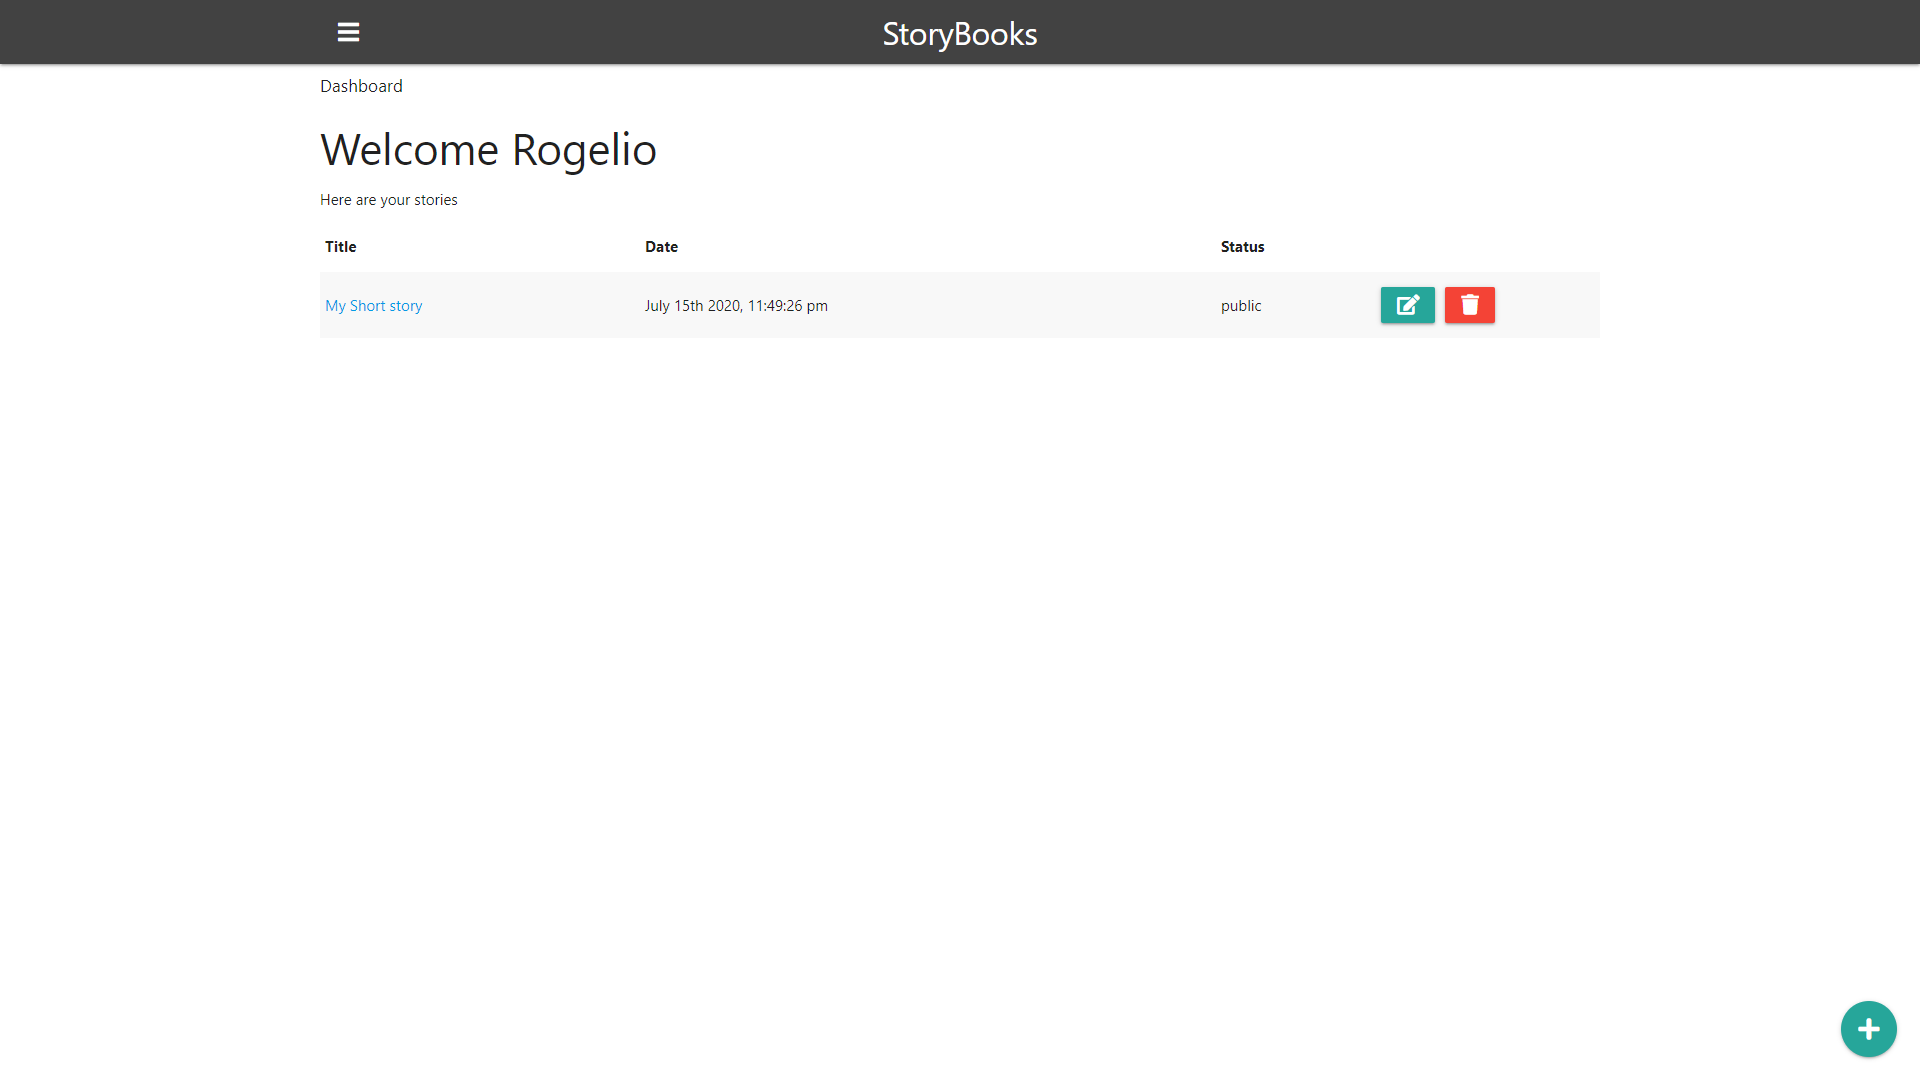 StoryBooks
Dashboard
Welcome Rogelio
Here are your stories
Title Date Status
My Short story July 15th 2020, 11:49:26 pm public